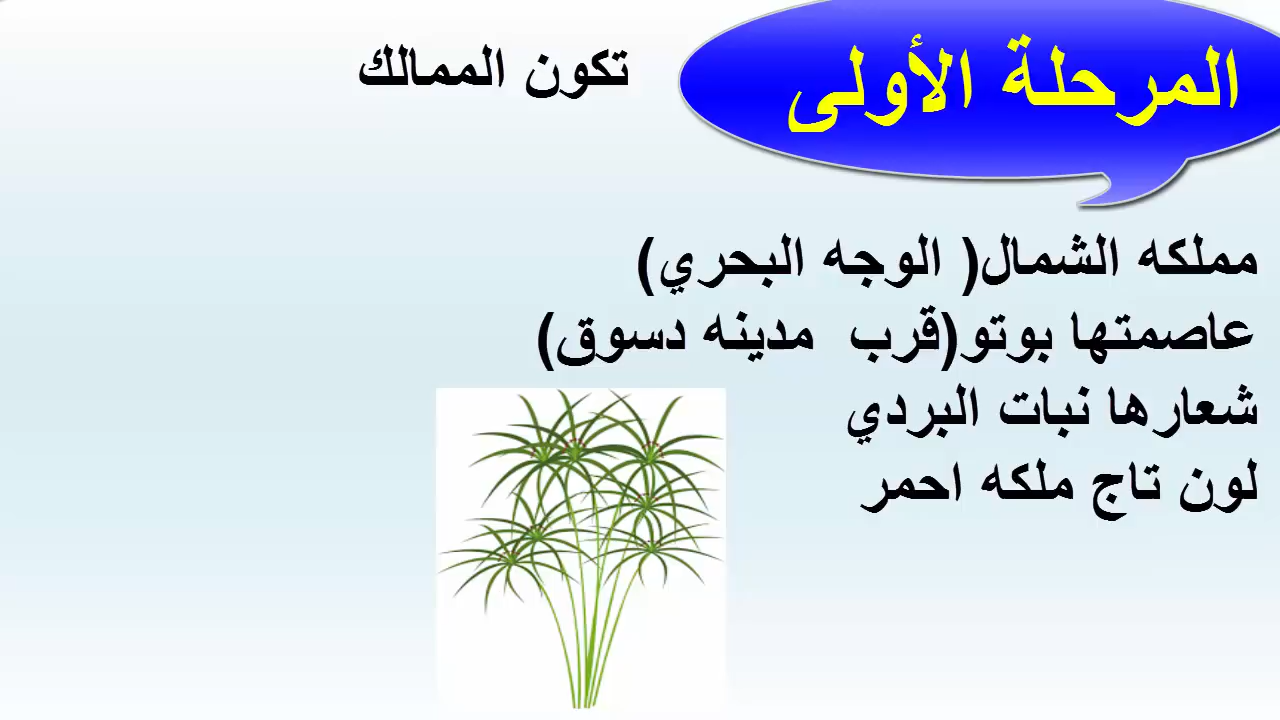 المرحلة الأولى
تكون الممالك
مملكه الشمال( الوجه البحري)
عاصمتها بوتو(قرب مدينه دسوق)
شعارها نبات البردي
لون تاج ملكه احمر